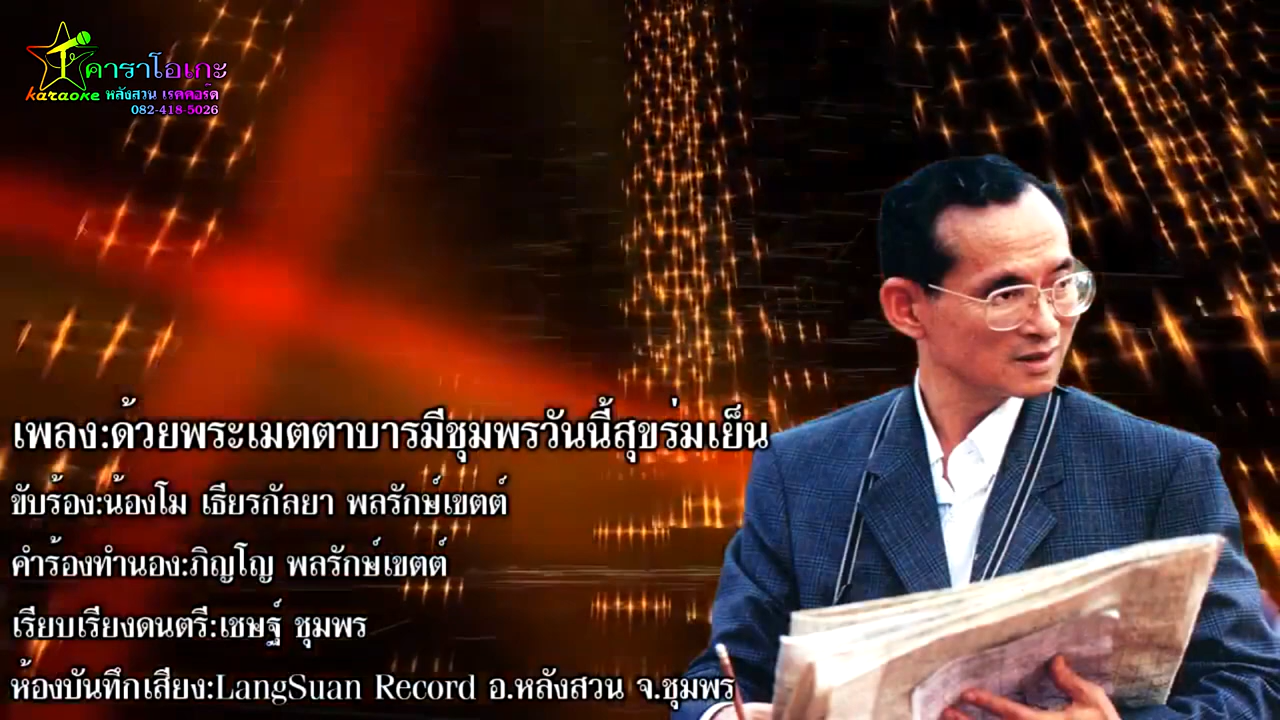 คาราโอเกะ
karaoke หลังสวน เรคคอร์ด
082-418-5026
เพลง:ด้วยพระเมตตาบารมีชุมพรวันนี้สุขร่มเย็น
ขับร้อง:น้องโม เธียรกัลยา พลรักษ์เขตต์
คำร้องทำนอง:ภิญโญ พลรักษ์เขตต์
เรียบเรียงดนตรี:เชษฐ์ ชุมพร
ห้องบันทึกเสียง:LangSuan Record อ.หลังสวน จ.ชุมพร